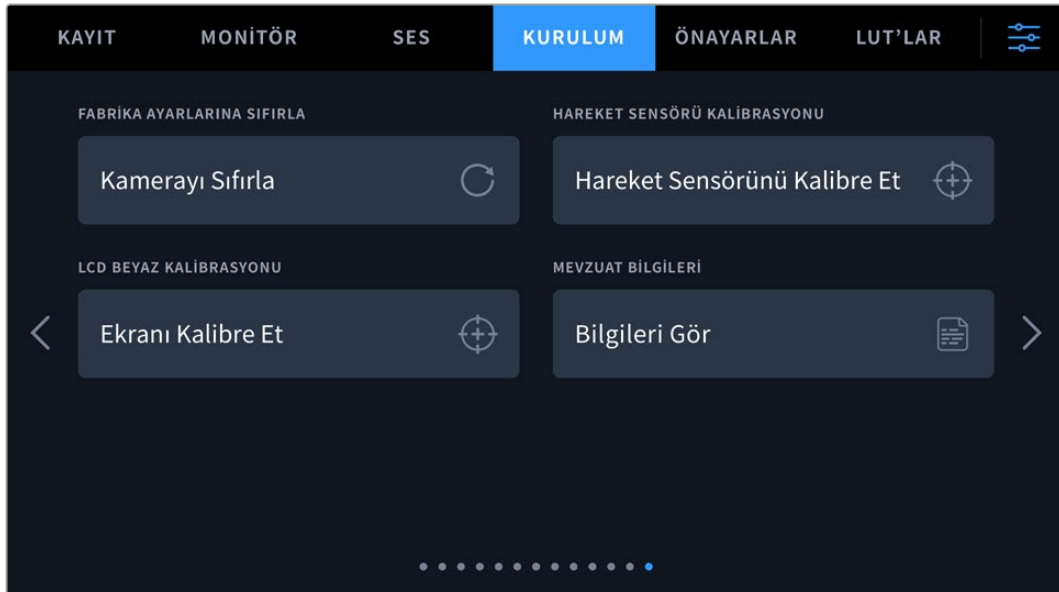 KAYIT MONİTÖR SES KURULUM ÖNAYARLAR LUT’LAR
FABRİKA AYARLARINA SIFIRLA
Kamerayı Sıfırla
HAREKET SENSÖRÜ KALİBRASYONU
Hareket Sensörünü Kalibre Et
LCD BEYAZ KALİBRASYONU
Ekranı Kalibre Et
MEVZUAT BİLGİLERİ
Bilgileri Gör